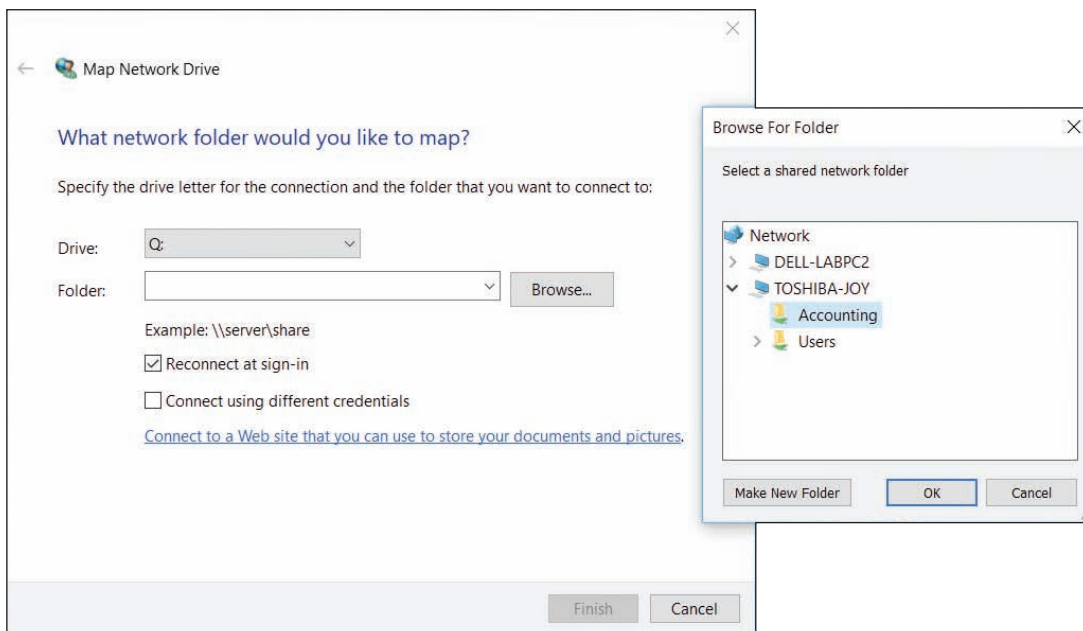 Map Network Drive
What network folder would you like to map?
Specify the drive letter for the connection and the folder that you want to connect to:
Drive:
Q:
Folder:
Browse...
Example: \\server\share
Reconnect at sign-in
Connect using different credentials
Connect to a Web site that you can use to store your documents and pictures.
Finish
Cancel
Browse For Folder
Select a shared network folder
Network
DELL-LABPC2
TOSHIBA-JOY
Accounting
Users
Make New Folder
OK
Cancel